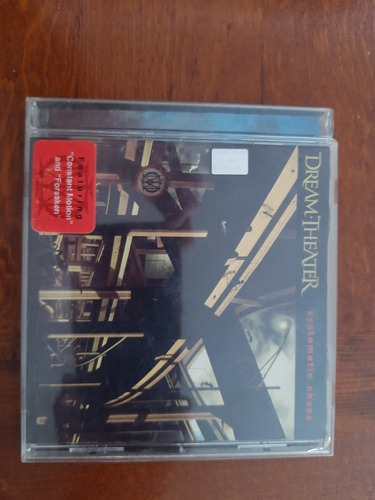 DREAM THEATER
systematic chaos
Featuring
"Constant Motion"
and "Forsaken"